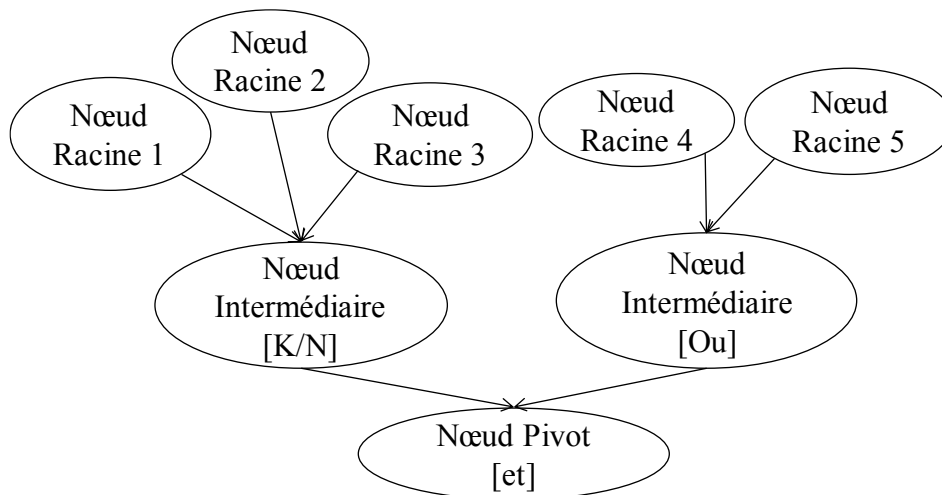 Nœud
Racine 1
Nœud
Racine 2
Nœud
Racine 3
Nœud
Racine 4
Nœud
Racine 5
Nœud
Intermédiaire
[K/N]
Nœud
Intermédiaire
[Ou]
Nœud Pivot
[et]